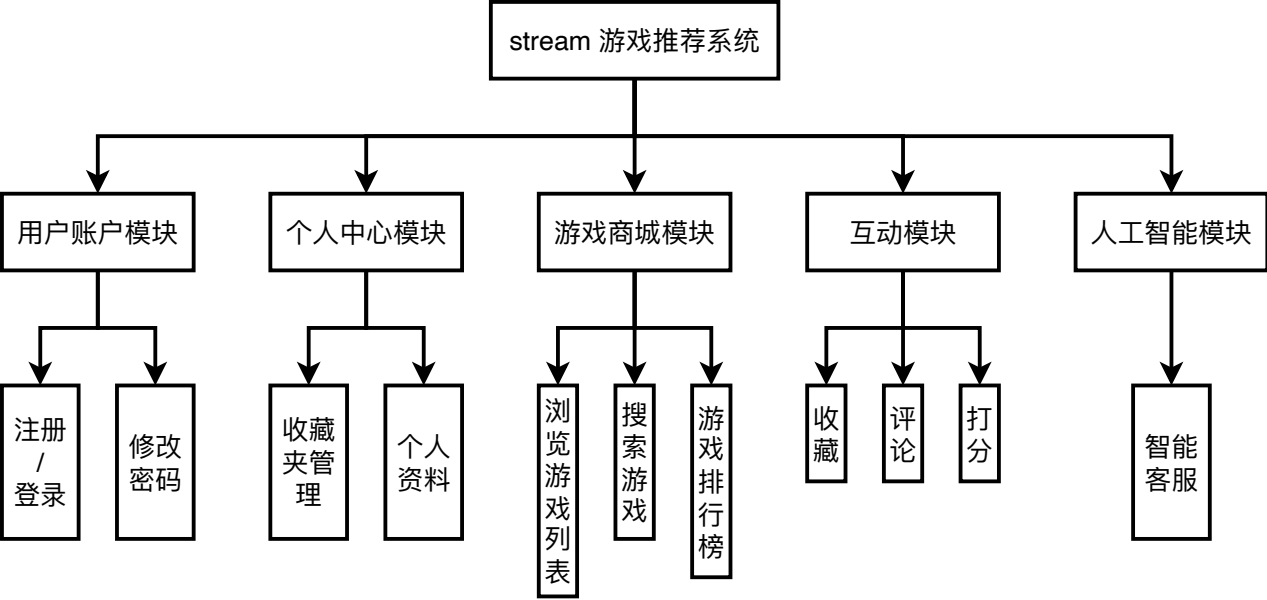 stream 游戏推荐系统
用户账户模块
个人中心模块
游戏商城模块
互动模块
人工智能模块
注册
/
登录
修改
密码
收藏
夹管
理
个人
资料
浏
览
游
戏
列
表
搜
索
游
戏
游
戏
排
行
榜
收
藏
评
论
打
分
智能
客服